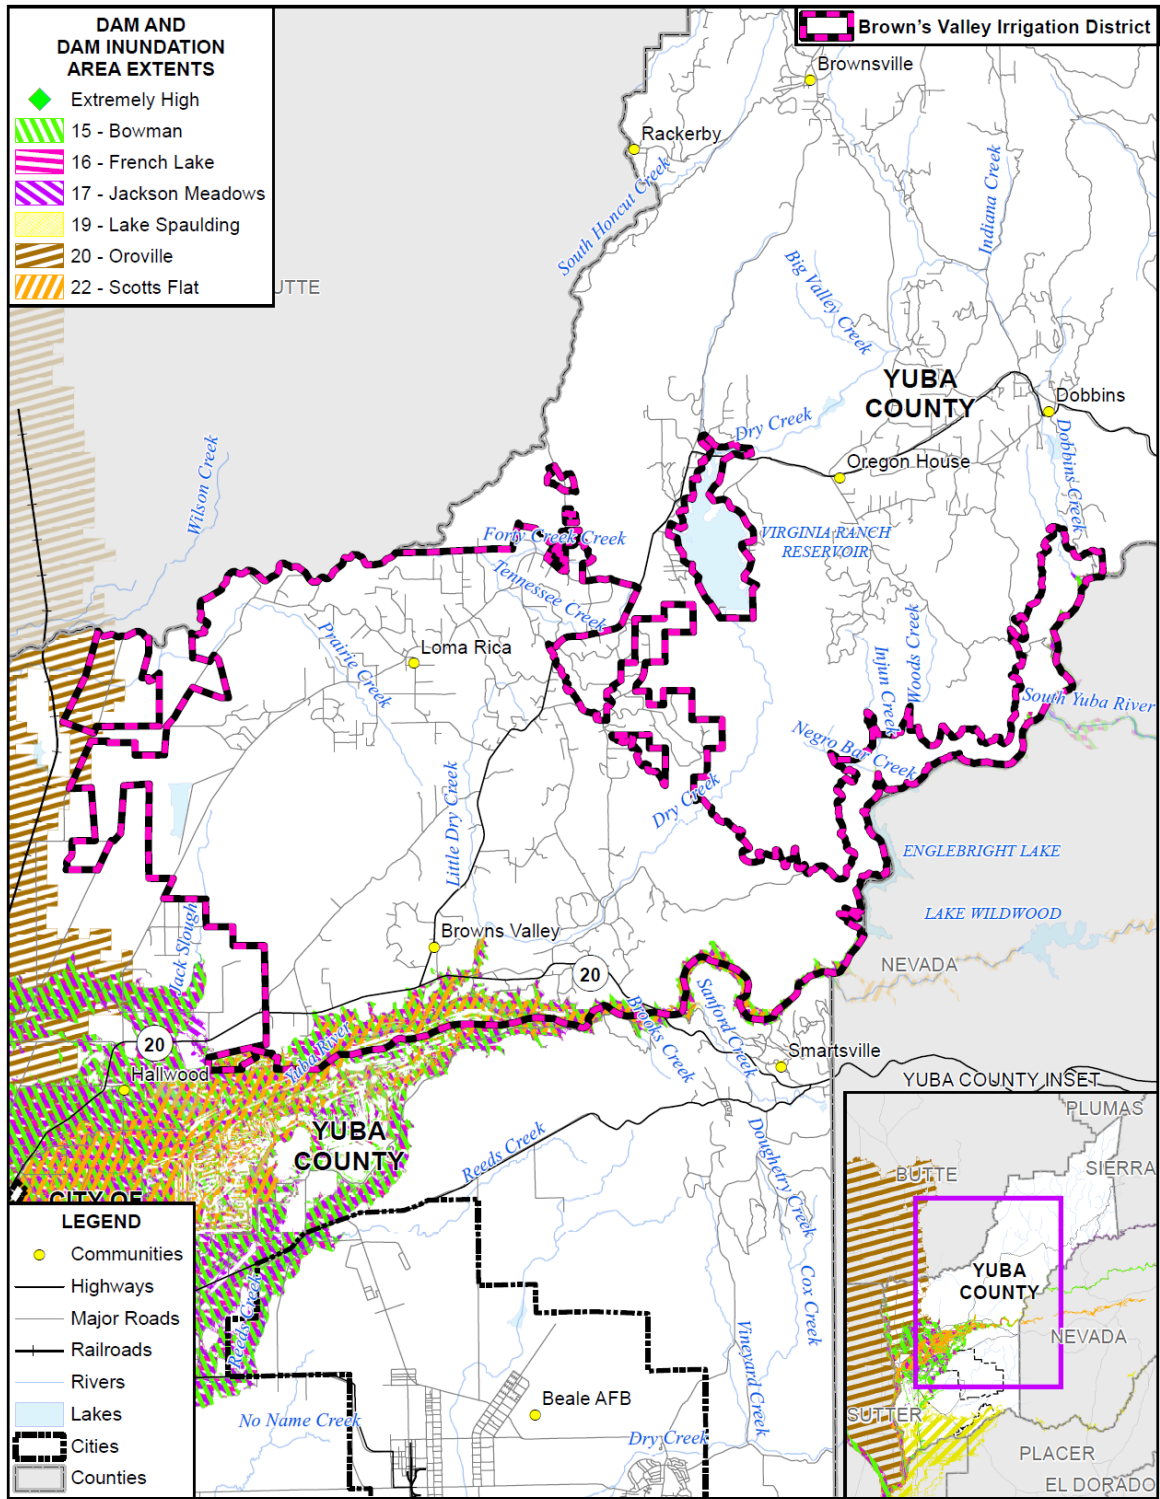 DAM AND
DAM INUNDATION
AREA EXTENTS
Extremely High
15 - Bowman
16 - French Lake
17 - Jackson Meadows
19 - Lake Spaulding
20 - Oroville
22 - Scotts Flat
Brown's Valley Irrigation District
Brownsville
Rackerby
South Honcut Creek
Indiana Creek
UTTE
Big Valley Creek
YUBA
COUNTY
Dobbins
Dry Creek
Dobbins Creek
Oregon House
Wilson Creek
Forty Creek Creek
VIRGINIA RANCH
RESERVOIR
Tennessee Creek
Prairie Creek
Loma Rica
Injun Creek
Woods Creek
South Yuba River
Negro Bar Creek
Dry Creek
Little Dry Creek
ENGLEBRIGHT LAKE
LAKE WILDWOOD
Browns Valley
Jack Slough
20
NEVADA
Sanford Creek
Brooks Creek
20
Yuba River
Smartsville
Hallwood
YUBA COUNTY INSET
YUBA
COUNTY
Reeds Creek
Doughetry Creek
CITY OF
LEGEND
Communities
Highways
Major Roads
Railroads
Rivers
Lakes
Cities
Counties
Reeds Creek
Cox Creek
Vineyard Creek
Beale AFB
No Name Creek
Dry Creek
PLUMAS
BUTTE
SIERRA
YUBA
COUNTY
NEVADA
SUTTER
PLACER
EL DORADO